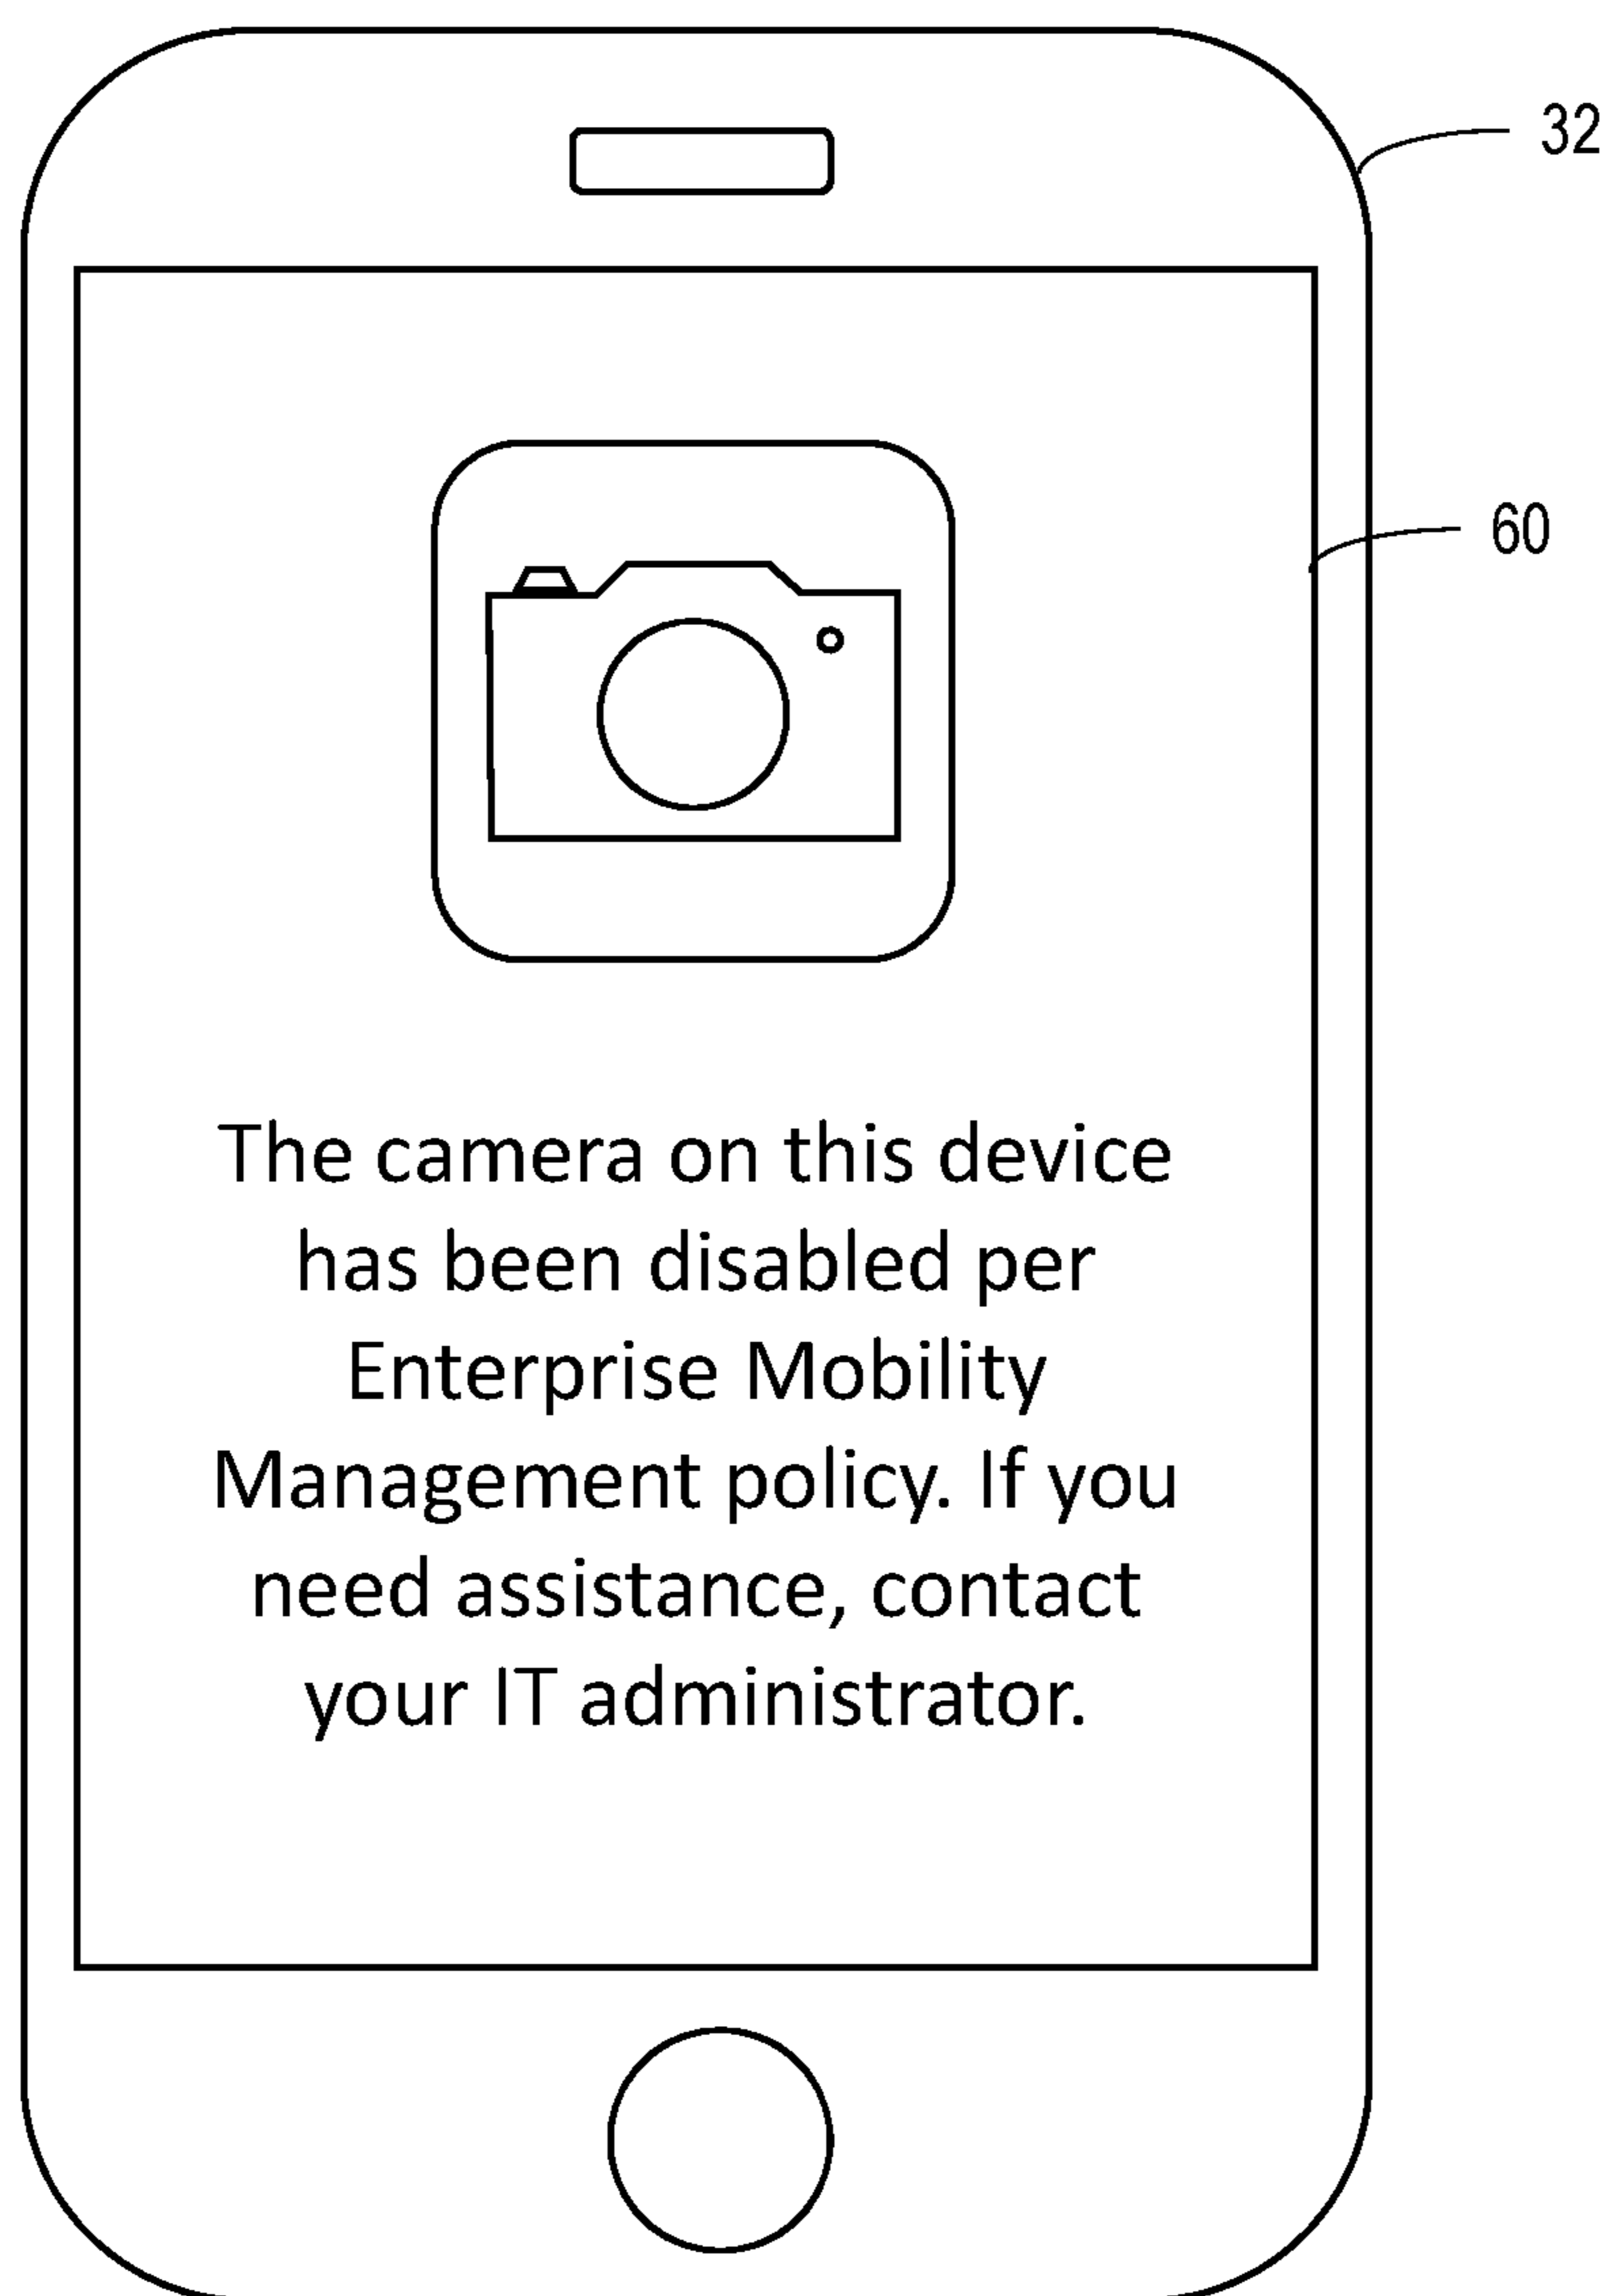 32
60
The camera on this device
has been disabled per
Enterprise Mobility
Management policy. If you
need assistance, contact
your IT administrator.